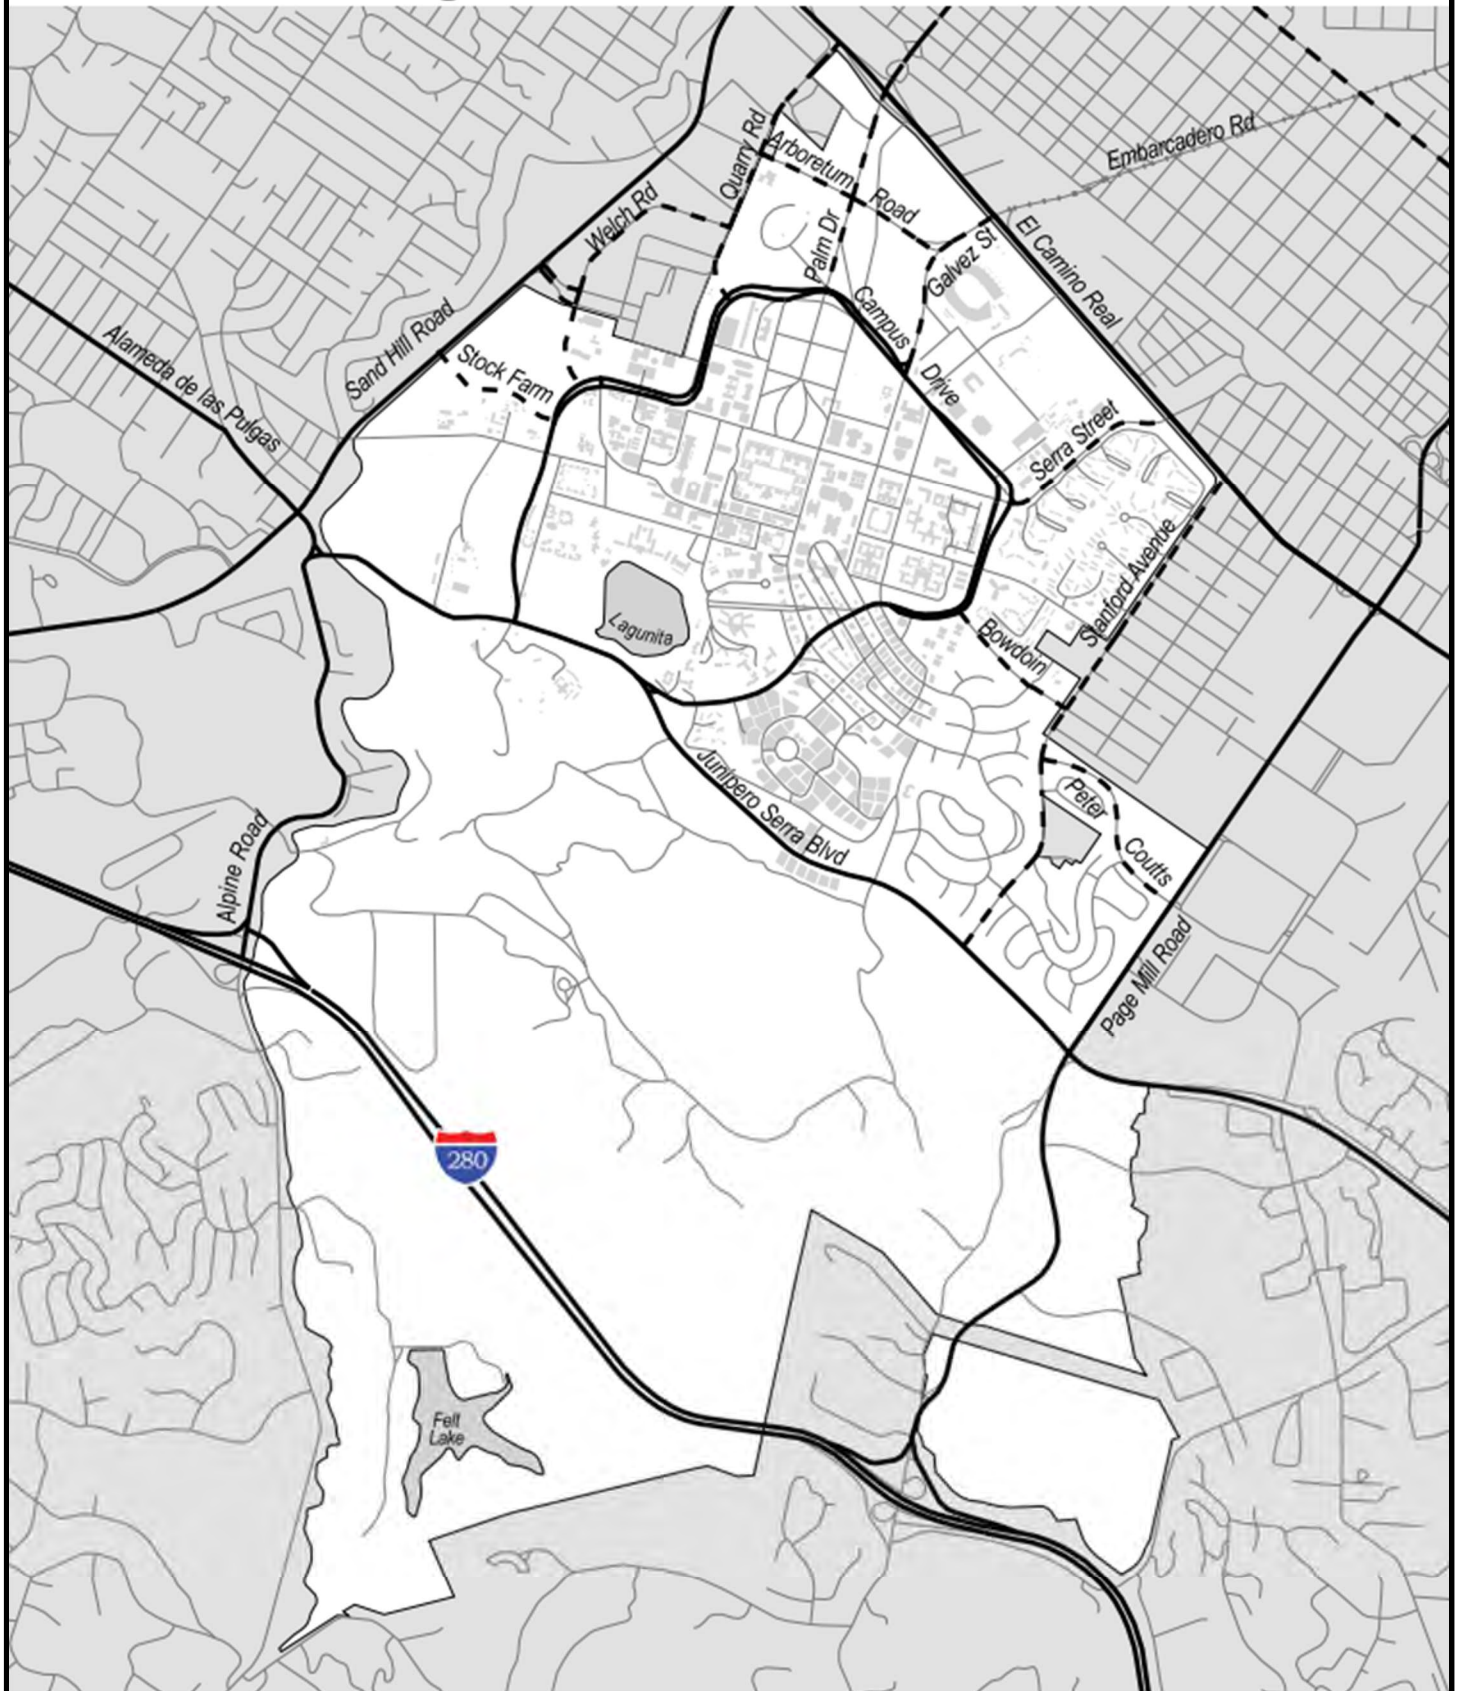 Quarry Rd
Arboretum
Road
Embarcadero Rd
Welch Rd
Palm Dr
Galvez St
El Camino Real
Campus
Drive
Sand Hill Road
Alameda de las Pulgas
Stock Farm
Serra Street
Stanford Avenue
Lagunita
Bowdoin
Junipero Serra Blvd
Peter
Coutts
Alpine Road
Page Mill Road
280
Felt
Lake